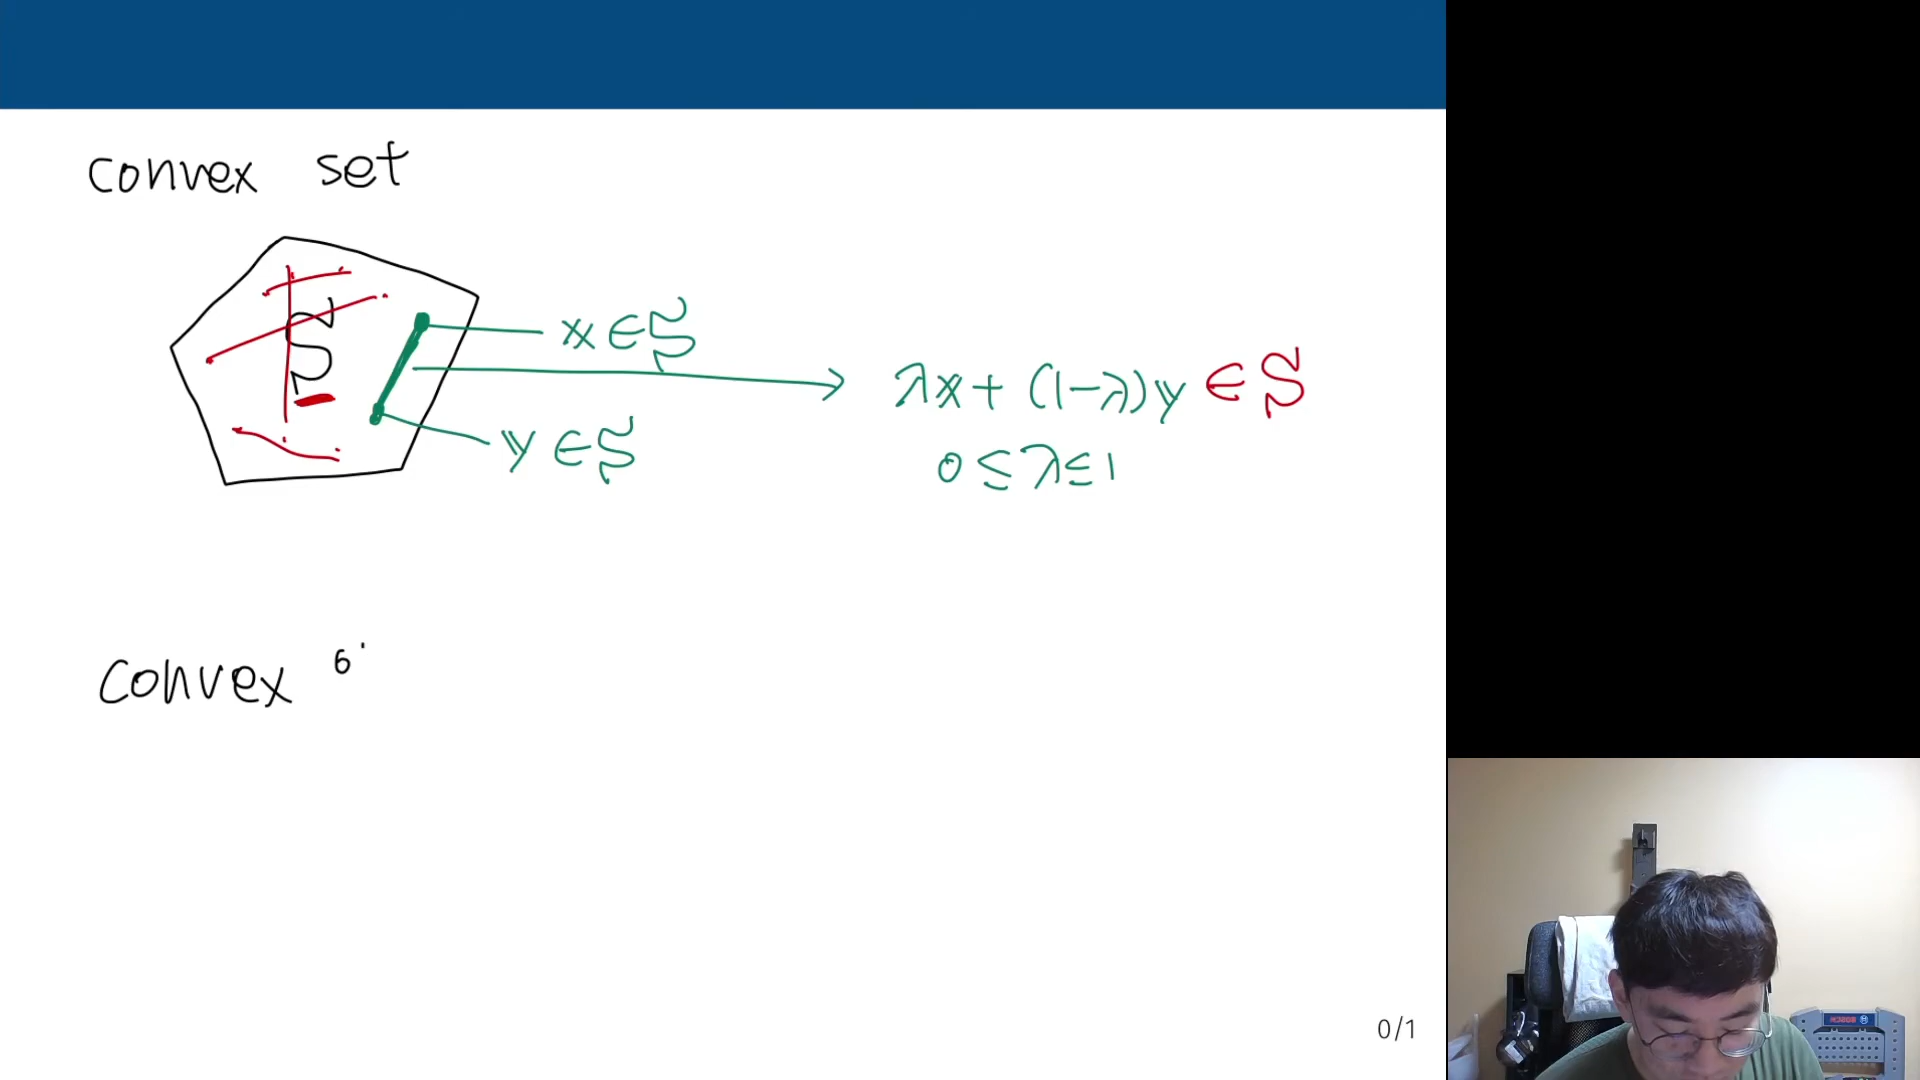 convex set
S
x ∈ S
λx + (1-λ)y ∈ S
y ∈ S
0 ≤ λ ≤ 1
convex
0/1